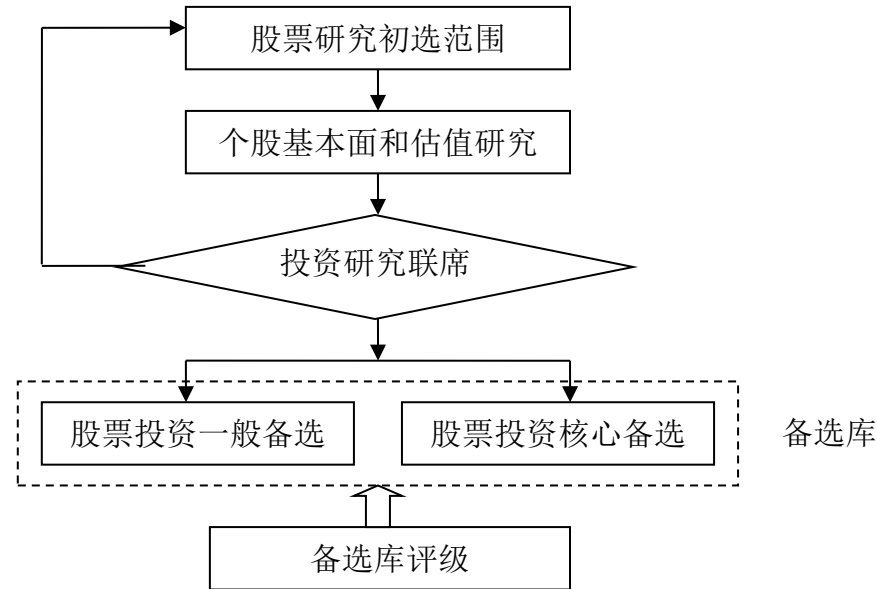 股票研究初选范围
个股基本面和估值研究
投资研究联席
股票投资一般备选
股票投资核心备选
备选库
备选库评级